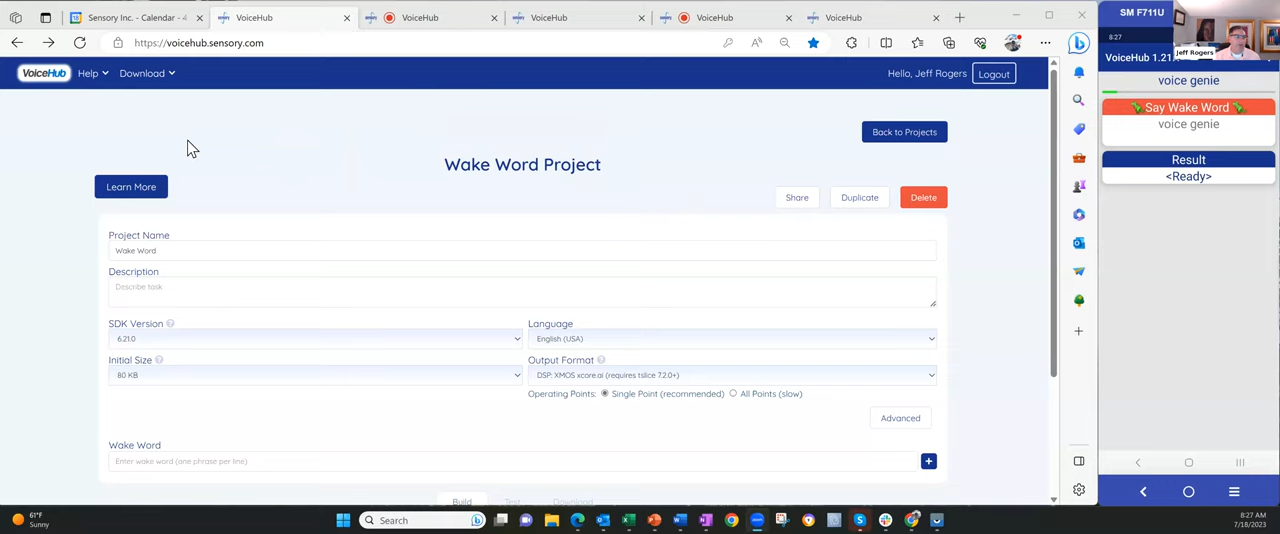 Sensory Inc. - Calendar - 4
VoiceHub
VoiceHub
VoiceHub
VoiceHub
VoiceHub
https://voicehub.sensory.com
VoiceHub
Help
Download
Hello, Jeff Rogers
Logout
Back to Projects
Wake Word Project
Learn More
Share
Duplicate
Delete
Project Name
Wake Word
Description
Describe task
SDK Version
Language
6.21.0
English (USA)
Initial Size
Output Format
80 KB
DSP: XMOS xcore.ai (requires tslice 7.2.0+)
Operating Points:
Single Point (recommended)
All Points (slow)
Advanced
Wake Word
Enter wake word (one phrase per line)
Build
Test
Download
61°F
Sunny
Search
8:27 AM
7/18/2023
SM F711U
8:27
Jeff Rogers
VoiceHub 1.21.
voice genie
Say Wake Word
voice genie
Result
<Ready>